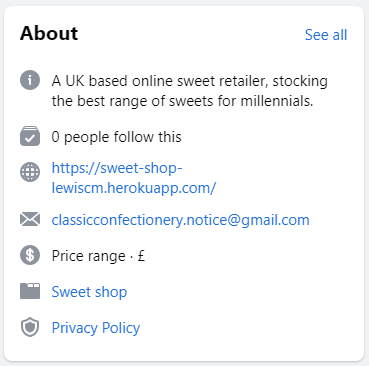 About
See all
A UK based online sweet retailer, stocking
the best range of sweets for millennials.
0 people follow this
https://sweet-shop-
lewiscm.herokuapp.com/
classicconfectionery.notice@gmail.com
Price range · £
Sweet shop
Privacy Policy